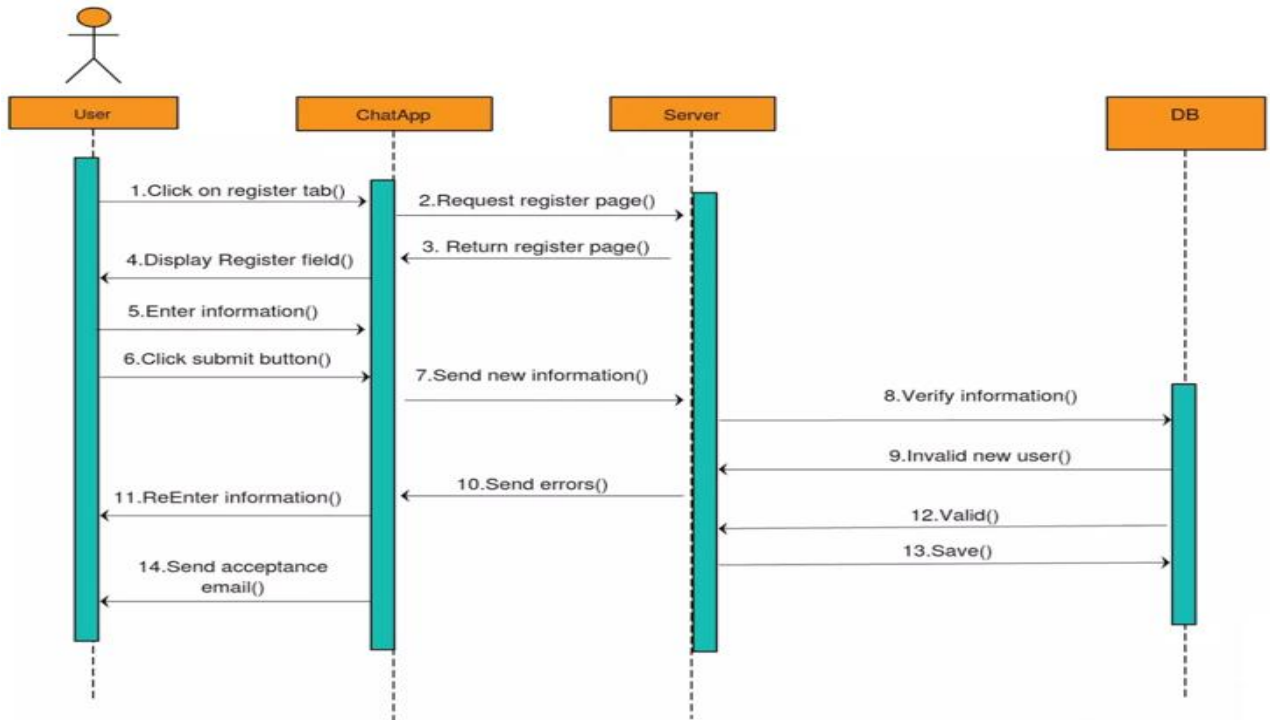 User
ChatApp
Server
DB
1.Click on register tab()
2.Request register page()
3. Return register page()
4.Display Register field()
5.Enter information()
6.Click submit button()
7.Send new information()
8.Verify information()
9.Invalid new user()
10.Send errors()
11.ReEnter information()
12.Valid()
13.Save()
14.Send acceptance
email()